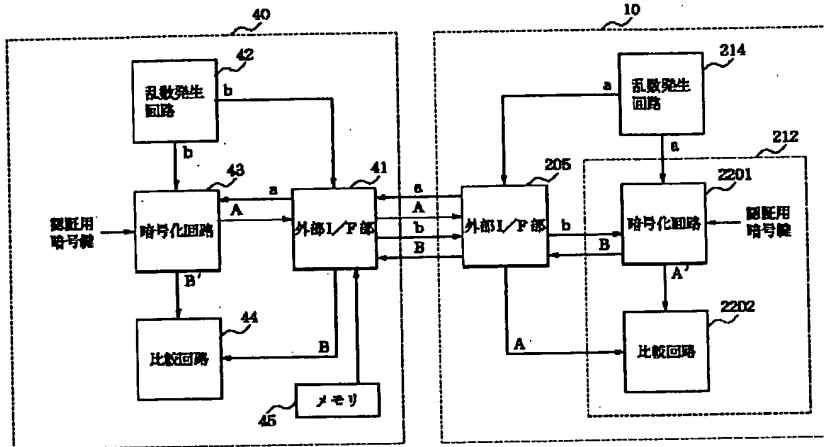 40
10
42
乱数発生
回路
b
b
214
乱数発生
回路
a
a
212
43
41
205
2201
認証用
暗号鍵
暗号化回路
a
A
外部I/F部
a
A
b
B
外部I/F部
b
B
暗号化回路
認証用
暗号鍵
B'
A'
44
比較回路
B
A
2202
比較回路
45
メモリ